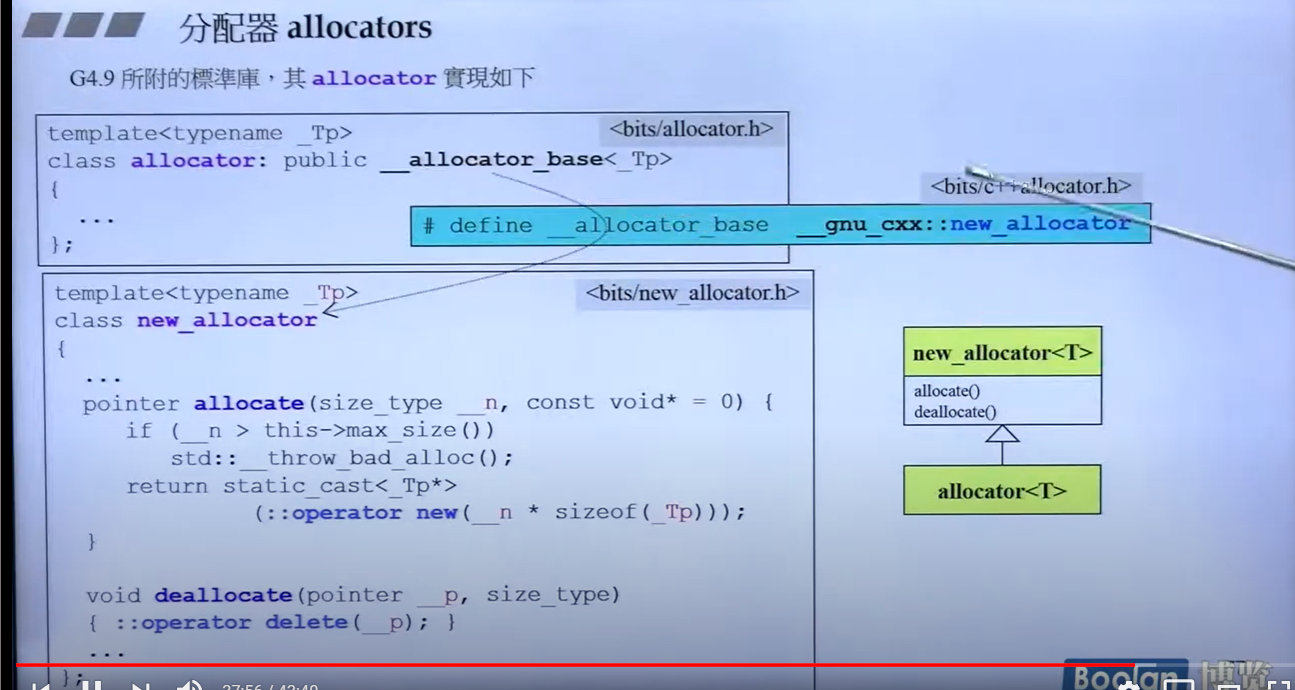 分配器 allocators
G4.9 所附的標準庫，其 allocator 實現如下
template<typename _Tp>
<bits/allocator.h>
class allocator: public __allocator_base<_Tp>
{
...
};
<bits/c++allocator.h>
# define __allocator_base __gnu_cxx::new_allocator
template<typename _Tp>
<bits/new_allocator.h>
class new_allocator
{
...
pointer allocate(size_type __n, const void* = 0) {
if (__n > this->max_size())
std::__throw_bad_alloc();
return static_cast<_Tp*>
(::operator new(__n * sizeof(_Tp)));
}
void deallocate(pointer __p, size_type)
{ ::operator delete(__p); }
...
};
new_allocator<T>
allocate()
deallocate()
allocator<T>
Boolan 博览